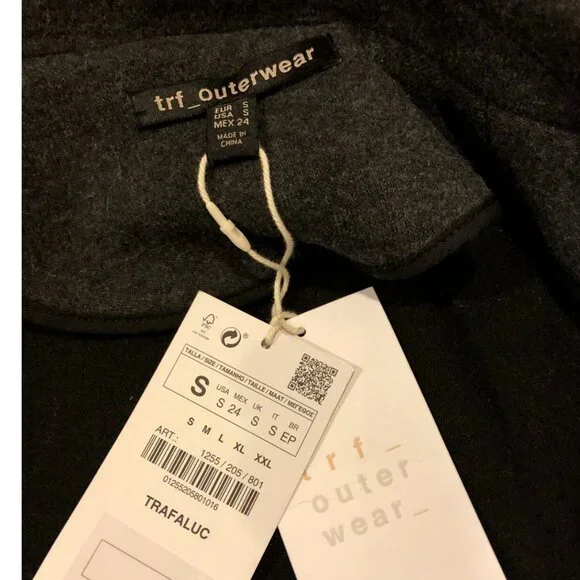 trf_outerwear
EUR S
USA S
MEX 24
MADE IN
CHINA
TALLA / SIZE / TAMANHO / TAILLE / MAAT / ΜΕΓΕΘΟΣ
S
USA MEX UK IT BR
S 24 S S EP
S M L XL XXL
ART.:
1255 / 205 / 801
01255205801016
TRAFALUC
trf_
outer
wear_